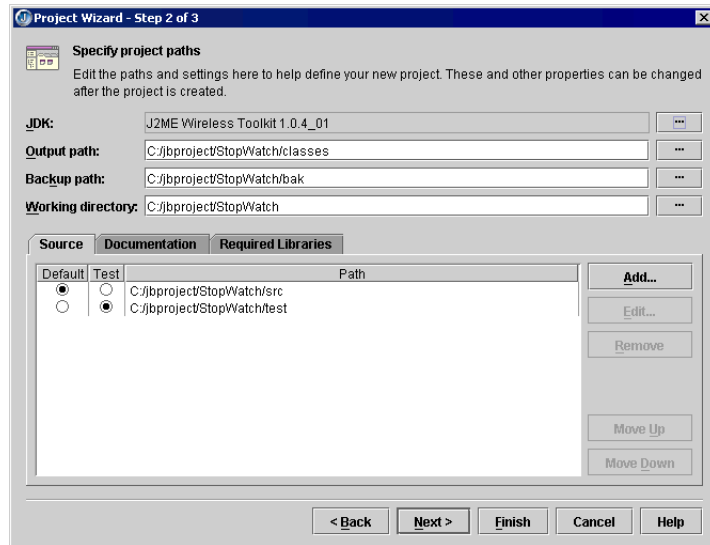 Project Wizard - Step 2 of 3
Specify project paths
Edit the paths and settings here to help define your new project. These and other properties can be changed
after the project is created.
JDK: J2ME Wireless Toolkit 1.0.4_01 ...
Output path: C:/jbproject/StopWatch/classes ...
Backup path: C:/jbproject/StopWatch/bak ...
Working directory: C:/jbproject/StopWatch ...
Source Documentation Required Libraries
Default Test Path
C:/jbproject/StopWatch/src
C:/jbproject/StopWatch/test
Add...
Edit...
Remove
Move Up
Move Down
< Back Next > Finish Cancel Help